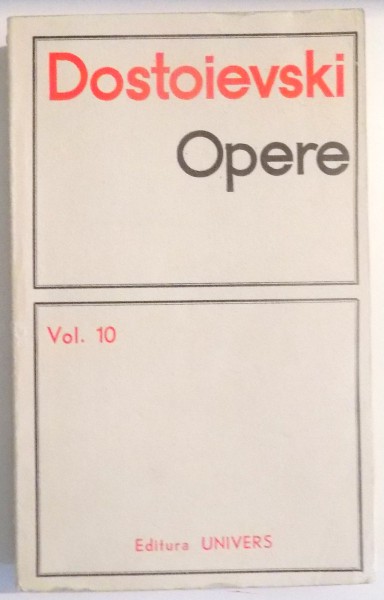 Dostoievski
Opere
Vol. 10
Editura UNIVERS